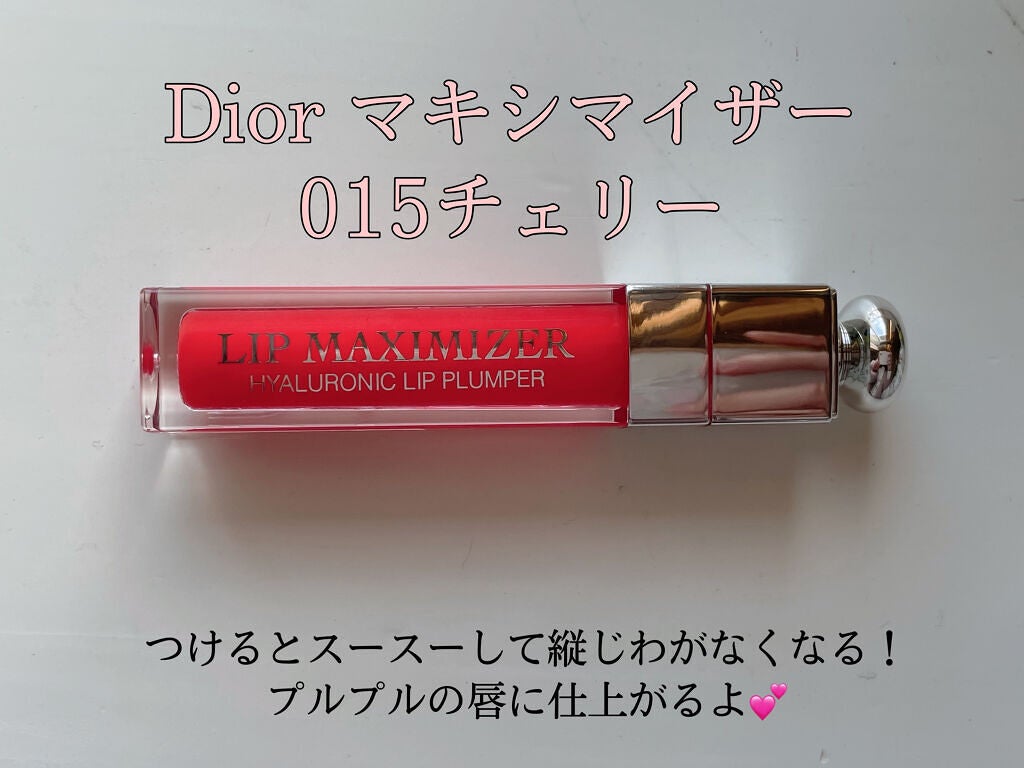 Dior マキシマイザー
015チェリー
LIP MAXIMIZER
HYALURONIC LIP PLUMPER
つけるとスースーして縦じわがなくなる！
プルプルの唇に仕上がるよ💕